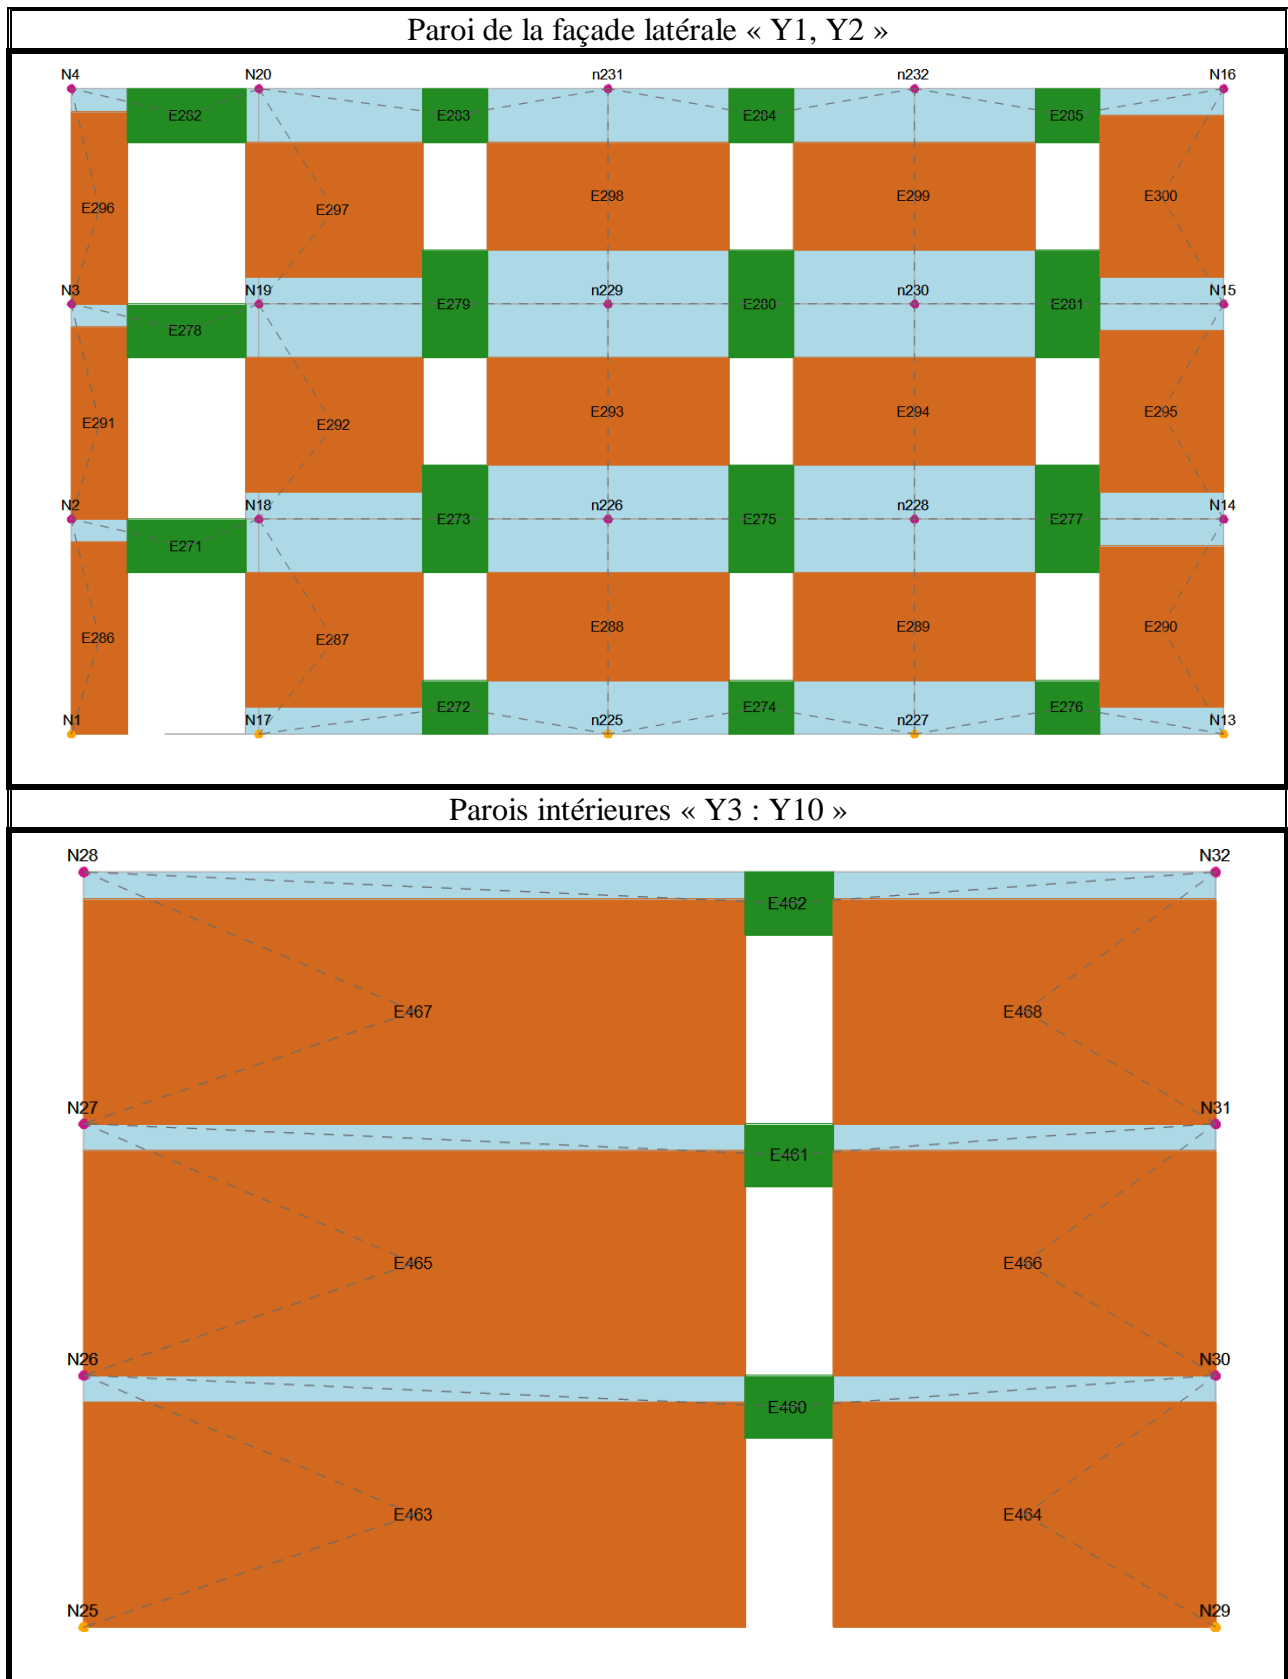 Paroi de la façade latérale « Y1, Y2 »
N4 N20 n231 n232 N16
E282 E283 E284 E285
E296 E297 E298 E299 E300
N3 N19 n229 n230 N15
E278 E279 E280 E281
E291 E292 E293 E294 E295
N2 N18 n226 n228 N14
E271 E273 E275 E277
E286 E287 E288 E289 E290
N1 N17 E272 n225 E274 n227 E276 N13
Parois intérieures « Y3 : Y10 »
N28 N32
E462
E467 E468
N27 N31
E461
E465 E466
N26 N30
E460
E463 E464
N25 N29